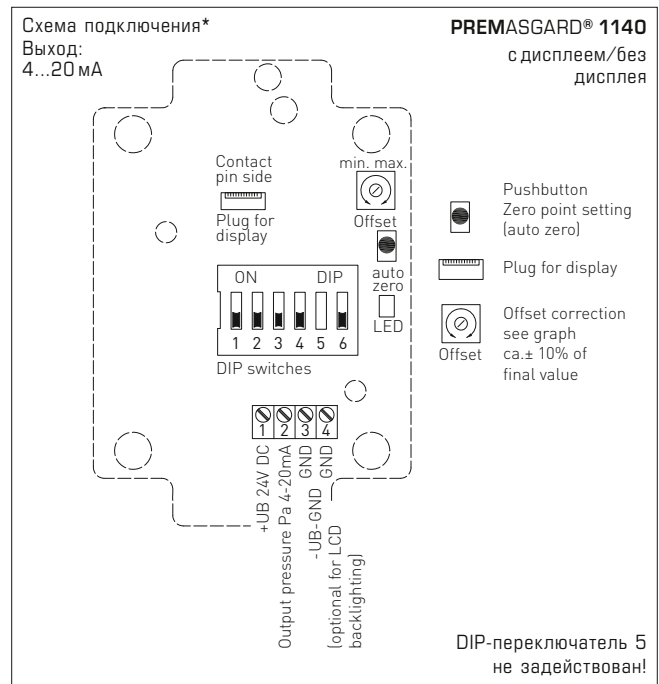 Схема подключения*
Выход:
4...20 мА
PREMASGARD® 1140
с дисплеем/без
дисплея
Contact
pin side
Plug for
display
min. max.
Offset
auto
zero
LED
ON DIP
1 2 3 4 5 6
DIP switches
1 2 3 4
+UB 24V DC
Output pressure Pa 4-20mA
GND
-UB-GND
GND
(optional for LCD
backlighting)
Pushbutton
Zero point setting
(auto zero)
Plug for display
Offset
Offset correction
see graph
ca.± 10% of
final value
DIP-переключатель 5
не задействован!